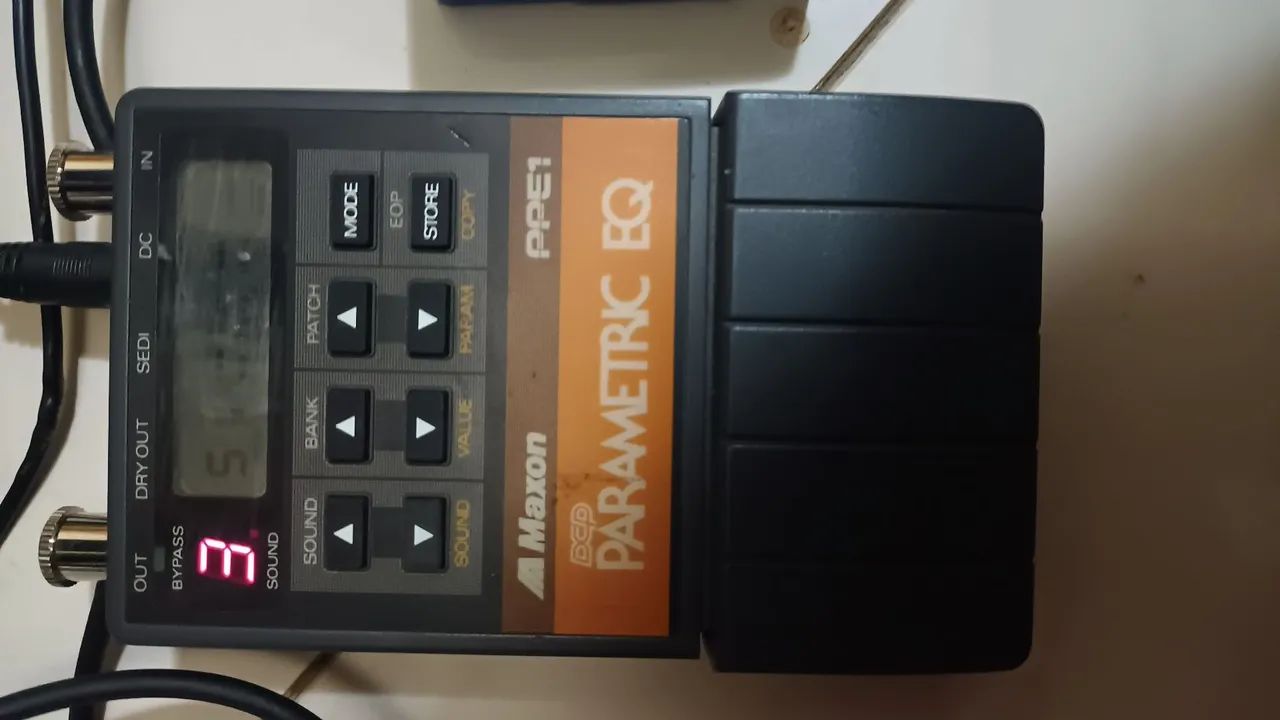 OUT DRY OUT SEDI DC IN
BYPASS
3
SOUND
SOUND BANK PATCH
MODE
EOP
STORE
SOUND VALUE PARAM COPY
Maxon PPE1
DCP
PARAMETRIC EQ